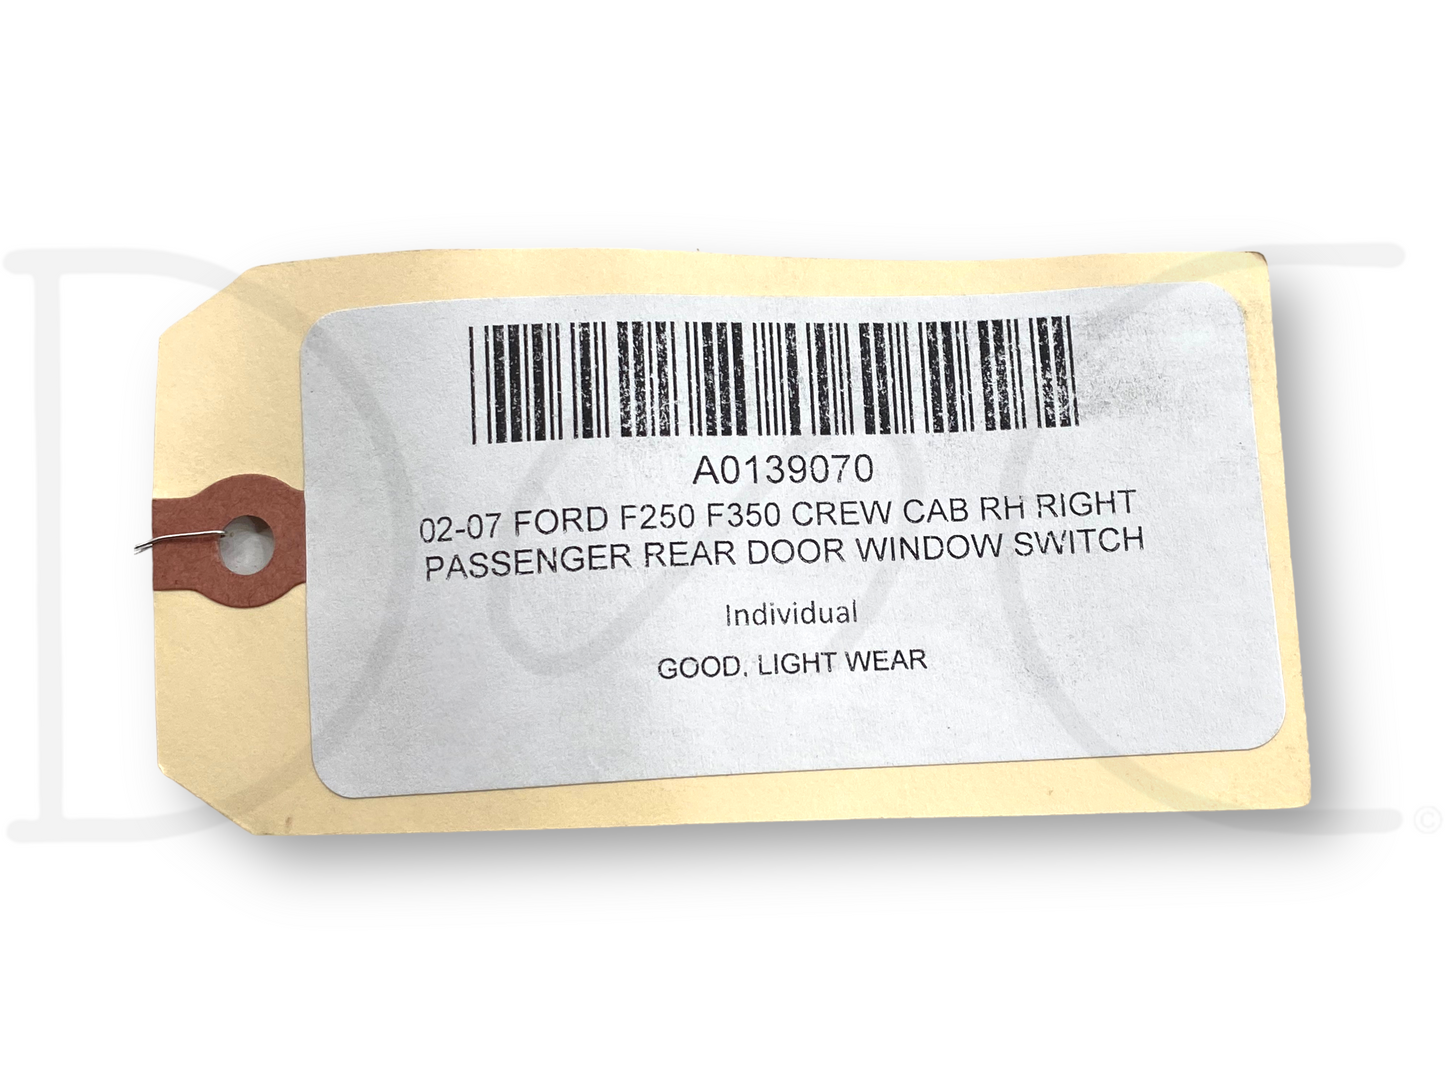 A0139070
02-07 FORD F250 F350 CREW CAB RH RIGHT
PASSENGER REAR DOOR WINDOW SWITCH
Individual
GOOD, LIGHT WEAR
©